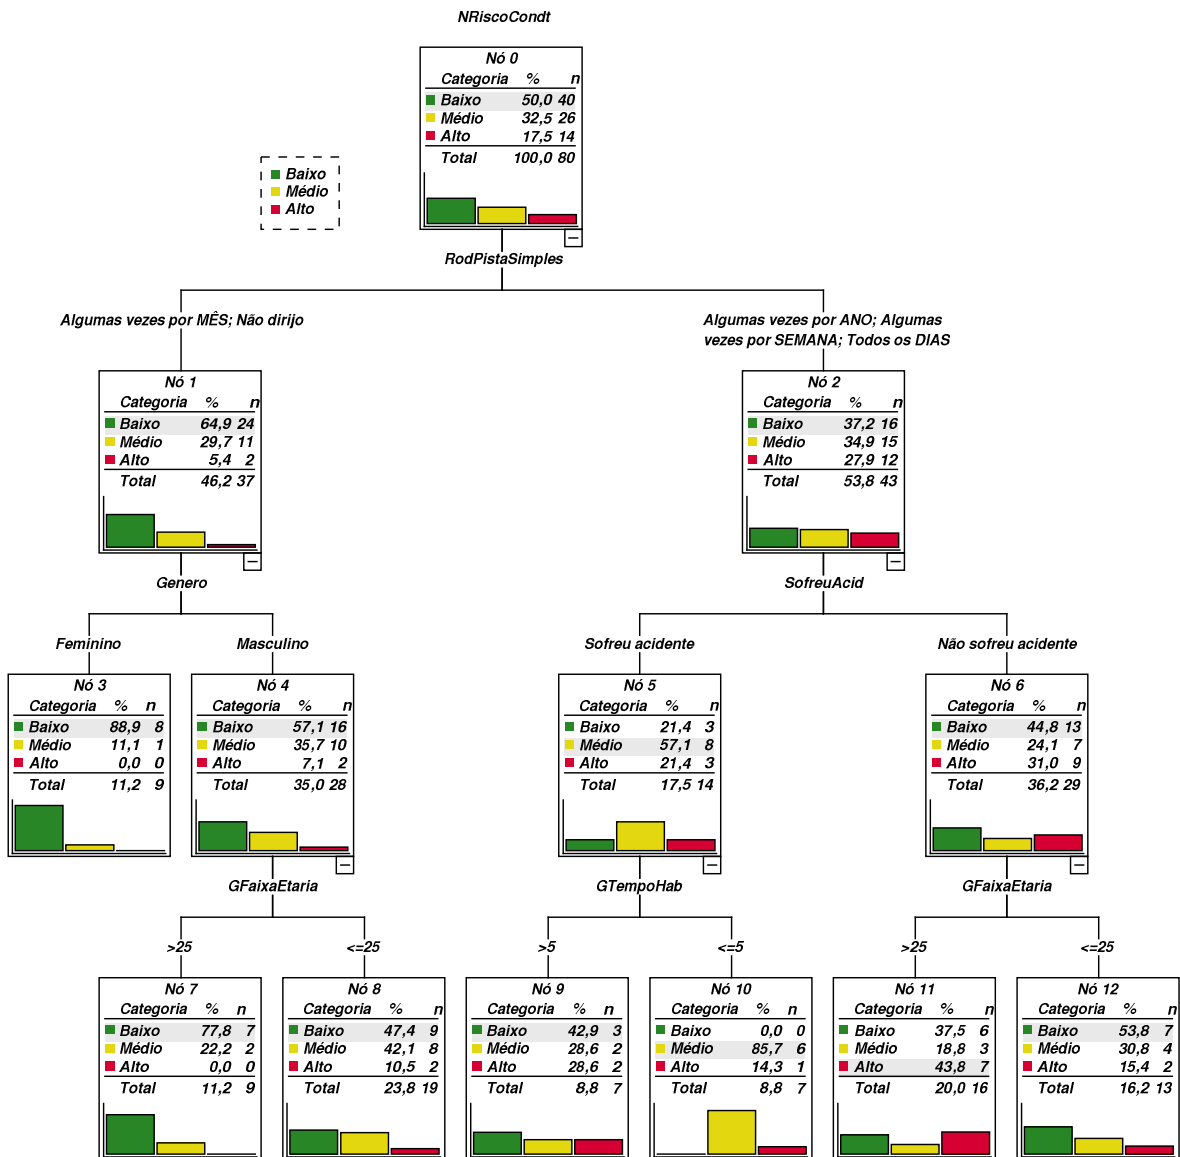 NRiscoCondt
Nó 0
Categoria % n
Baixo 50,0 40
Médio 32,5 26
Alto 17,5 14
Total 100,0 80
Baixo
Médio
Alto
RodPistaSimples
Algumas vezes por MÊS; Não dirijo
Algumas vezes por ANO; Algumas
vezes por SEMANA; Todos os DIAS
Nó 1
Categoria % n
Baixo 64,9 24
Médio 29,7 11
Alto 5,4 2
Total 46,2 37
Nó 2
Categoria % n
Baixo 37,2 16
Médio 34,9 15
Alto 27,9 12
Total 53,8 43
Genero
SofreuAcid
Feminino
Masculino
Sofreu acidente
Não sofreu acidente
Nó 3
Categoria % n
Baixo 88,9 8
Médio 11,1 1
Alto 0,0 0
Total 11,2 9
Nó 4
Categoria % n
Baixo 57,1 16
Médio 35,7 10
Alto 7,1 2
Total 35,0 28
Nó 5
Categoria % n
Baixo 21,4 3
Médio 57,1 8
Alto 21,4 3
Total 17,5 14
Nó 6
Categoria % n
Baixo 44,8 13
Médio 24,1 7
Alto 31,0 9
Total 36,2 29
GFaixaEtaria
GTempoHab
GFaixaEtaria
>25
<=25
>5
<=5
>25
<=25
Nó 7
Categoria % n
Baixo 77,8 7
Médio 22,2 2
Alto 0,0 0
Total 11,2 9
Nó 8
Categoria % n
Baixo 47,4 9
Médio 42,1 8
Alto 10,5 2
Total 23,8 19
Nó 9
Categoria % n
Baixo 42,9 3
Médio 28,6 2
Alto 28,6 2
Total 8,8 7
Nó 10
Categoria % n
Baixo 0,0 0
Médio 85,7 6
Alto 14,3 1
Total 8,8 7
Nó 11
Categoria % n
Baixo 37,5 6
Médio 18,8 3
Alto 43,8 7
Total 20,0 16
Nó 12
Categoria % n
Baixo 53,8 7
Médio 30,8 4
Alto 15,4 2
Total 16,2 13